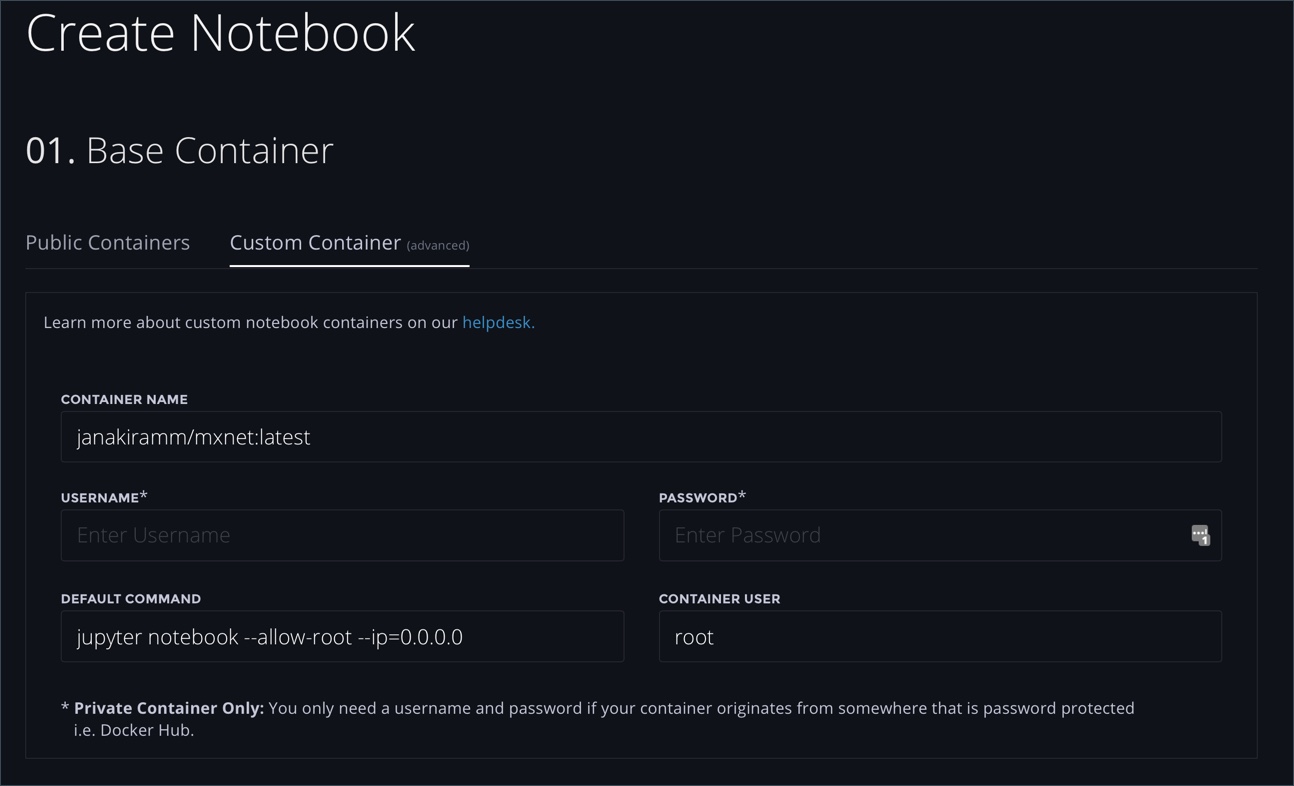 Create Notebook
01. Base Container
Public Containers Custom Container (advanced)
Learn more about custom notebook containers on our helpdesk.
CONTAINER NAME
janakiramm/mxnet:latest
USERNAME* PASSWORD*
Enter Username Enter Password 1
DEFAULT COMMAND CONTAINER USER
jupyter notebook --allow-root --ip=0.0.0.0 root
* Private Container Only: You only need a username and password if your container originates from somewhere that is password protected
i.e. Docker Hub.